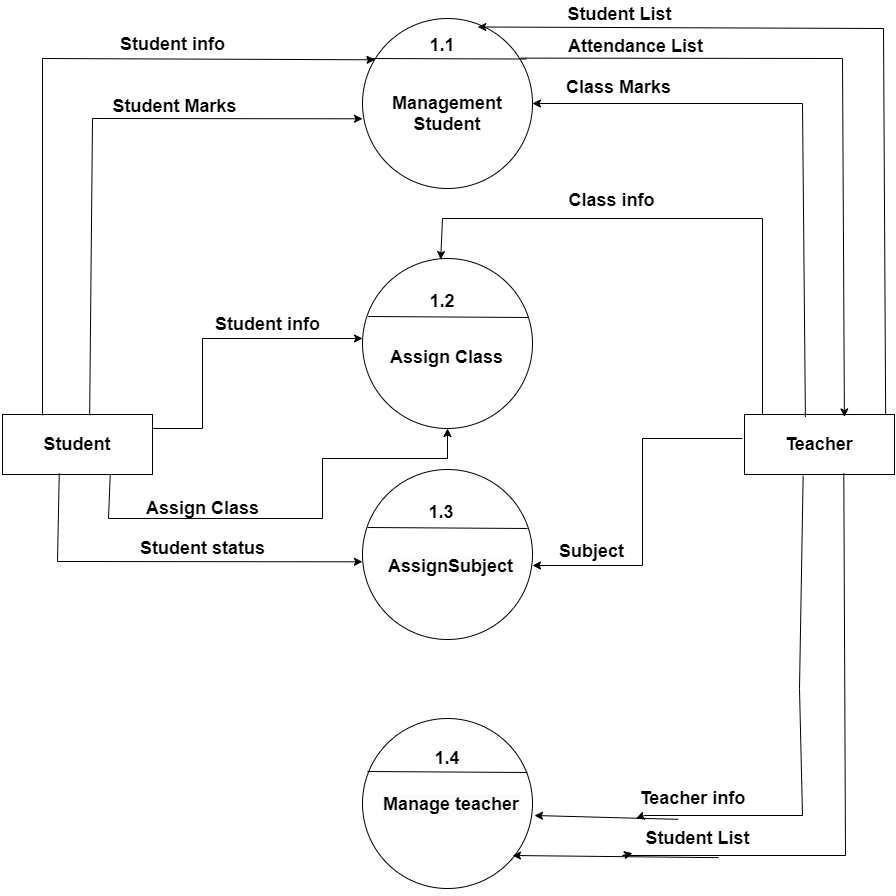 Student List
Student info
1.1
Attendance List
Class Marks
Management
Student
Student Marks
Class info
1.2
Student info
Assign Class
Student
Teacher
Assign Class
1.3
Student status
Subject
AssignSubject
1.4
Teacher info
Manage teacher
Student List